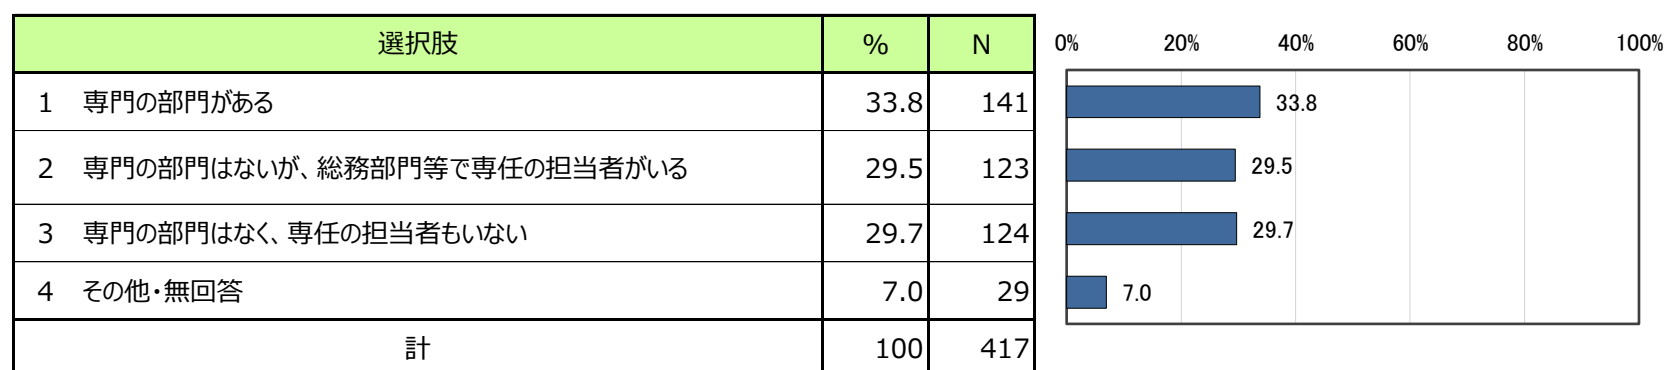 選択肢 % N
1 専門の部門がある 33.8 141
2 専門の部門はないが、総務部門等で専任の担当者がいる 29.5 123
3 専門の部門はなく、専任の担当者もいない 29.7 124
4 その他・無回答 7.0 29
計 100 417
0% 20% 40% 60% 80% 100%
33.8
29.5
29.7
7.0